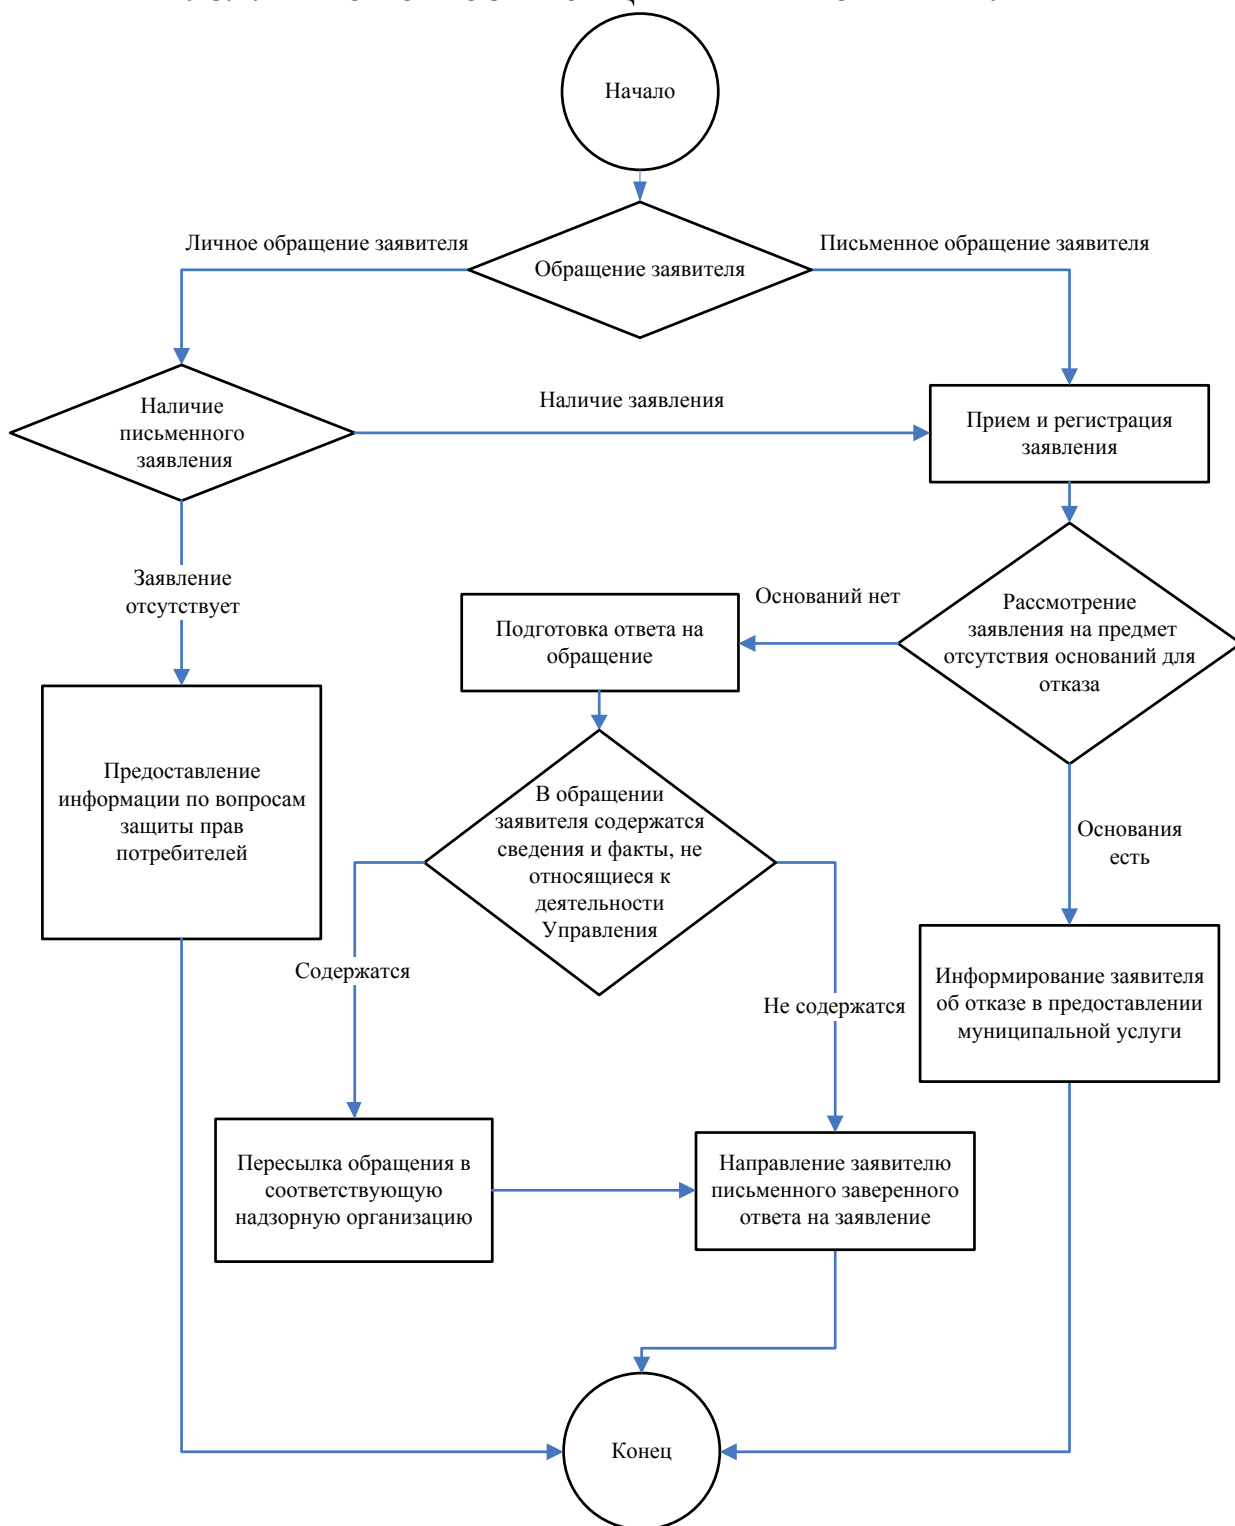 Начало
Личное обращение заявителя
Письменное обращение заявителя
Обращение заявителя
Наличие
письменного
заявления
Наличие заявления
Прием и регистрация
заявления
Заявление
отсутствует
Оснований нет
Подготовка ответа на
обращение
Рассмотрение
заявления на предмет
отсутствия оснований для
отказа
Предоставление
информации по вопросам
защиты прав
потребителей
В обращении
заявителя содержатся
сведения и факты, не
относящиеся к
деятельности
Управления
Основания
есть
Содержатся
Не содержатся
Информирование заявителя
об отказе в предоставлении
муниципальной услуги
Пересылка обращения в
соответствующую
надзорную организацию
Направление заявителю
письменного заверенного
ответа на заявление
Конец